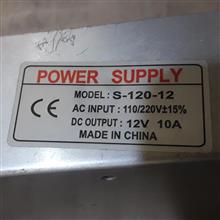 POWER SUPPLY
CE
MODEL: S-120-12
AC INPUT: 110/220V±15%
DC OUTPUT: 12V 10A
MADE IN CHINA